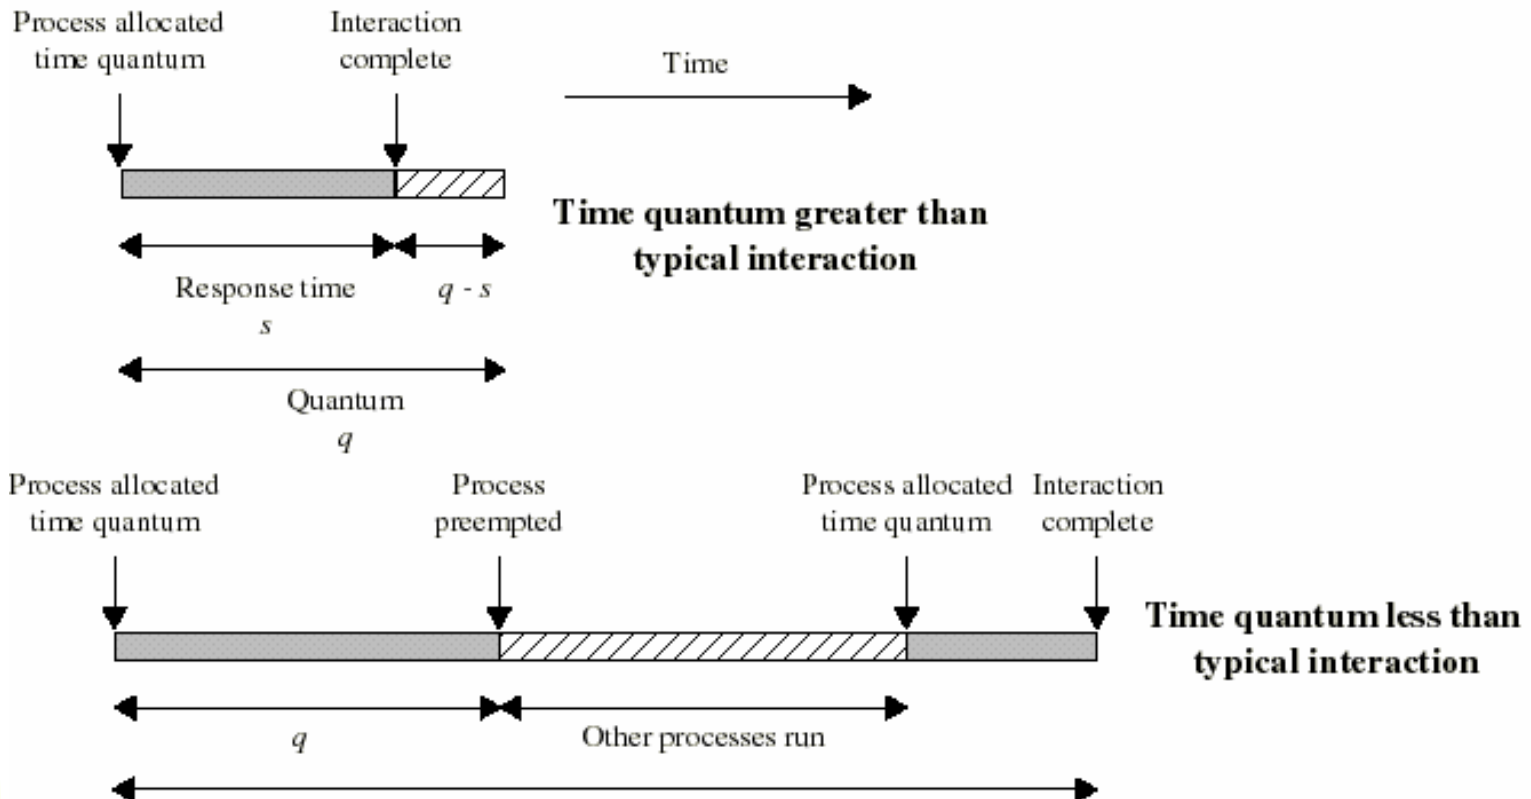 Process allocated
time quantum
Interaction
complete
Time
Time quantum greater than
typical interaction
Response time
s
q - s
Quantum
q
Process allocated
time quantum
Process
preempted
Process allocated
time quantum
Interaction
complete
Time quantum less than
typical interaction
q
Other processes run